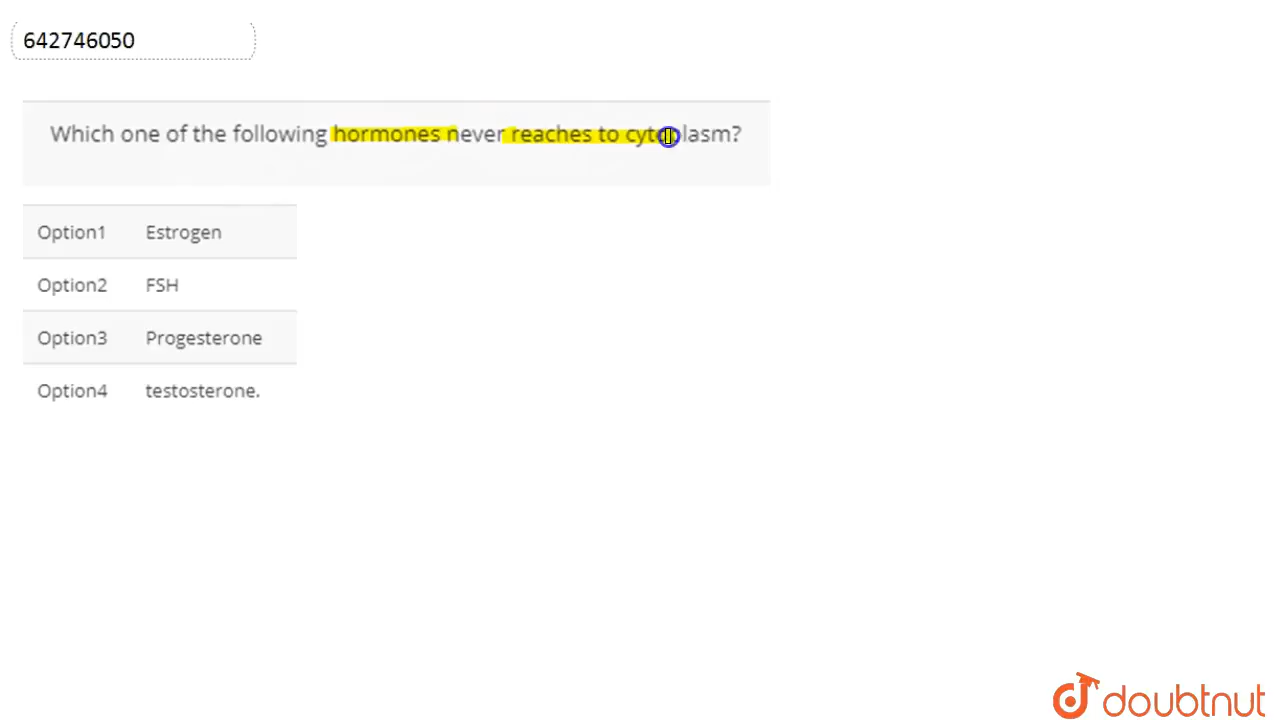 642746050
Which one of the following hormones never reaches to cytoplasm?
Option1 Estrogen
Option2 FSH
Option3 Progesterone
Option4 testosterone.
doubtnut